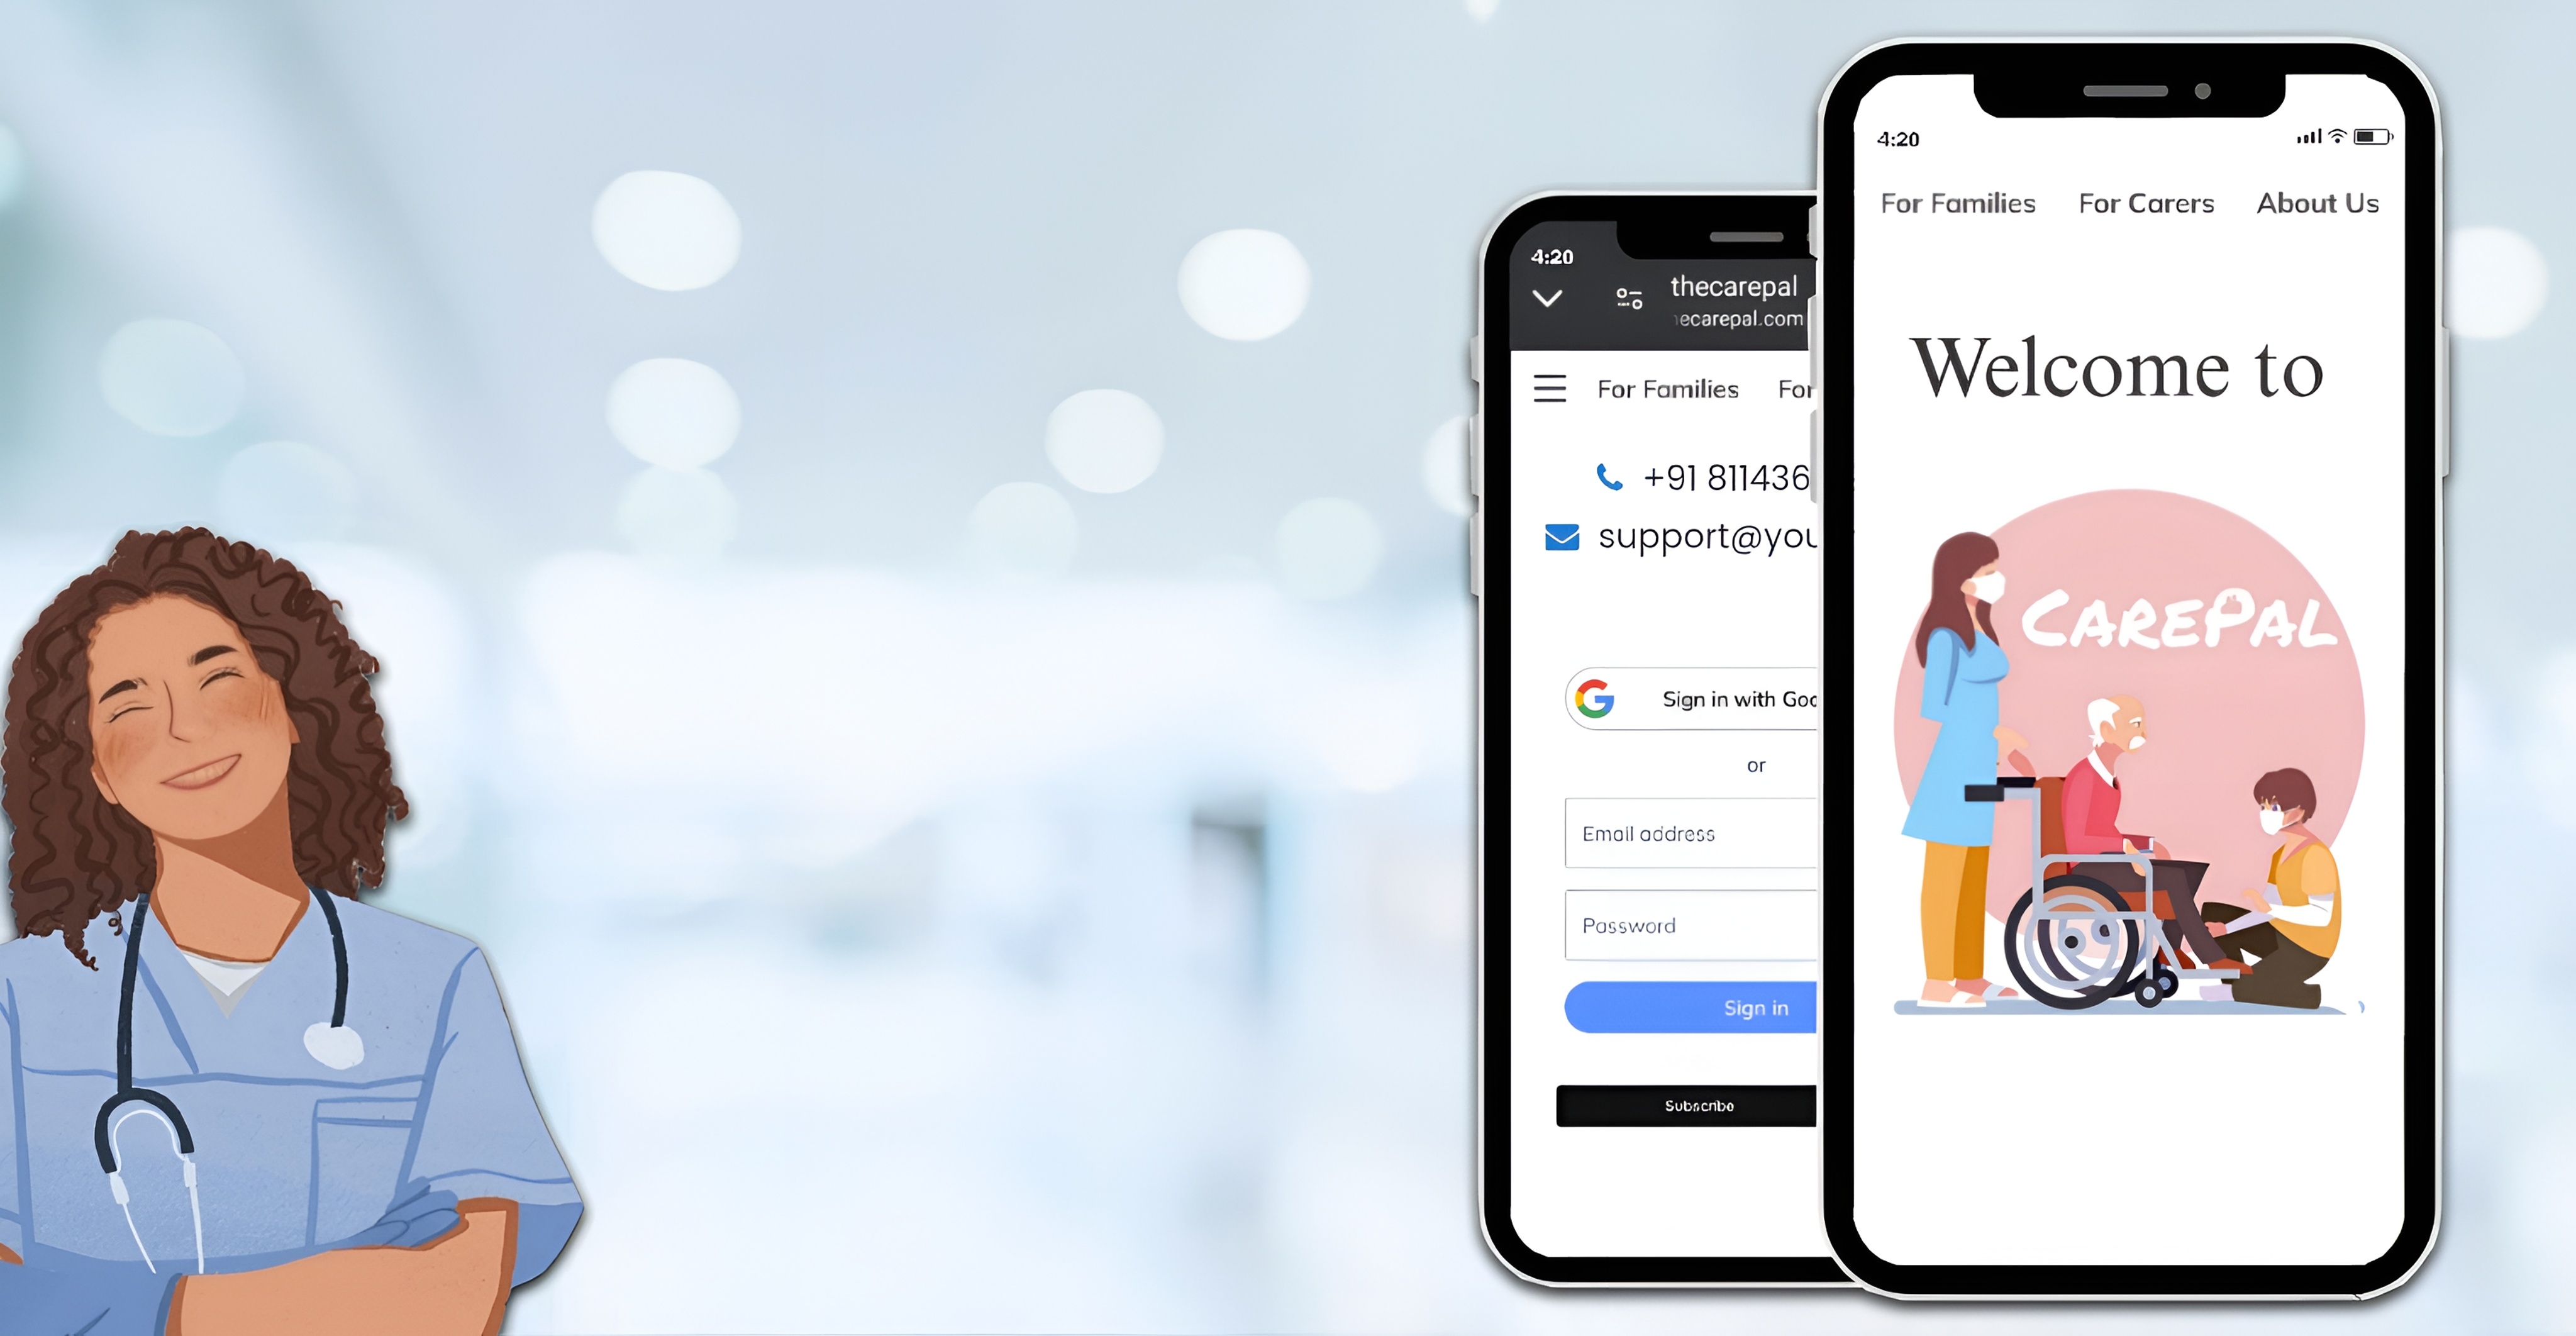 4:20
thecarepal
ecarepal.com
For Families For
+91 811436
support@you
Sign in with Goo
or
Email address
Password
Sign in
Subscribe
4:20
For Families For Carers About Us
Welcome to
CAREPAL